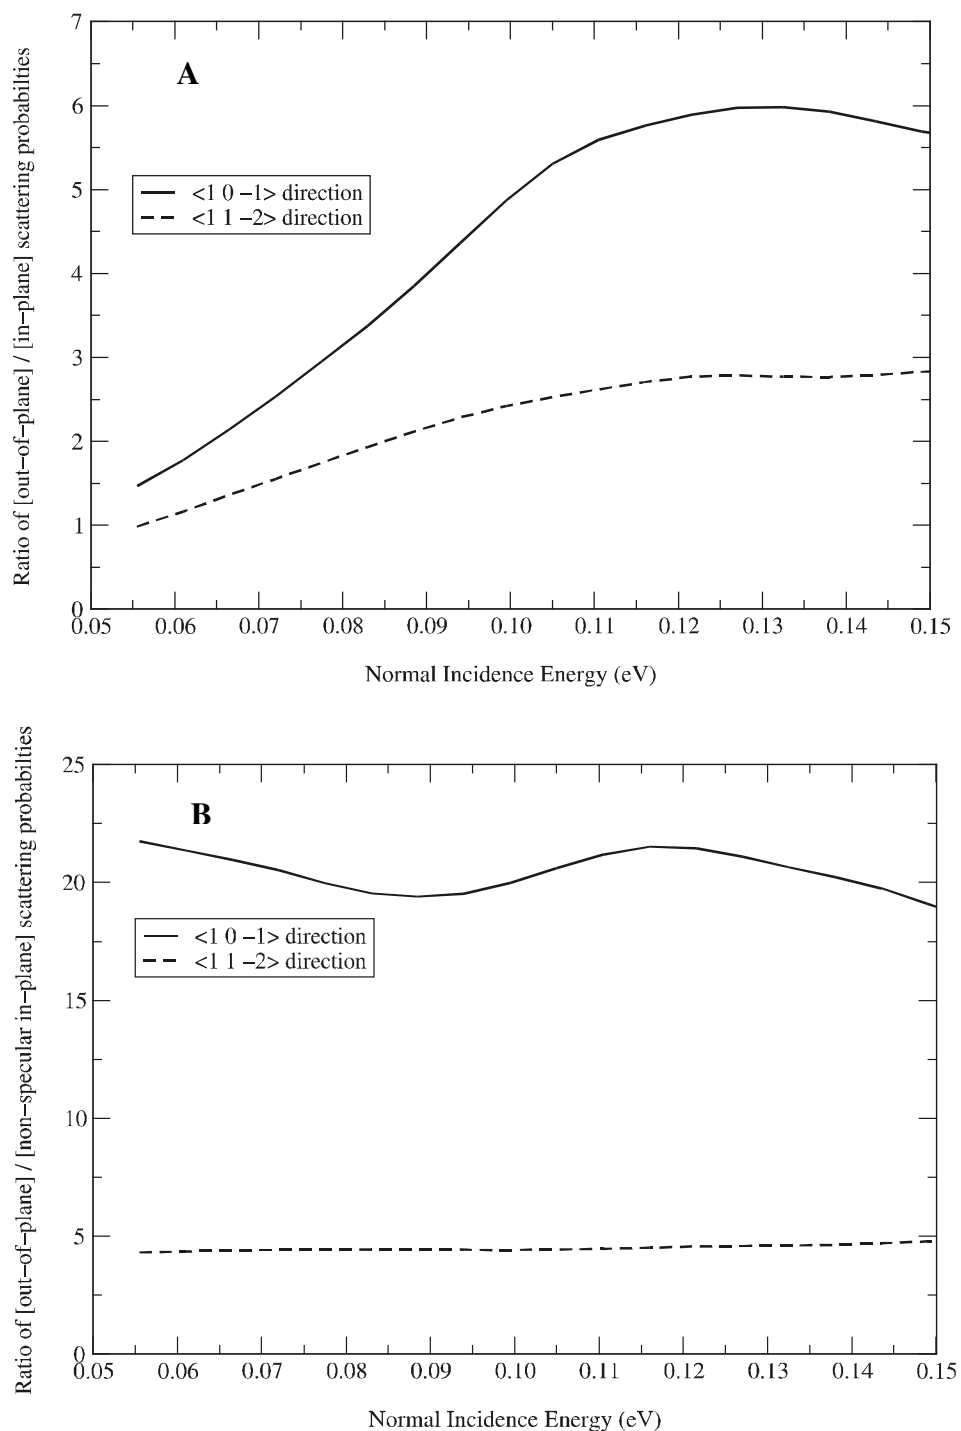 Ratio of [out−of−plane] / [in−plane] scattering probabilties
7
6
5
4
3
2
1
0
A
<1 0 −1> direction
<1 1 −2> direction
0.05 0.06 0.07 0.08 0.09 0.10 0.11 0.12 0.13 0.14 0.15
Normal Incidence Energy (eV)
Ratio of [out−of−plane] / [non−specular in−plane] scattering probabilties
25
20
15
10
5
0
B
<1 0 −1> direction
<1 1 −2> direction
0.05 0.06 0.07 0.08 0.09 0.10 0.11 0.12 0.13 0.14 0.15
Normal Incidence Energy (eV)